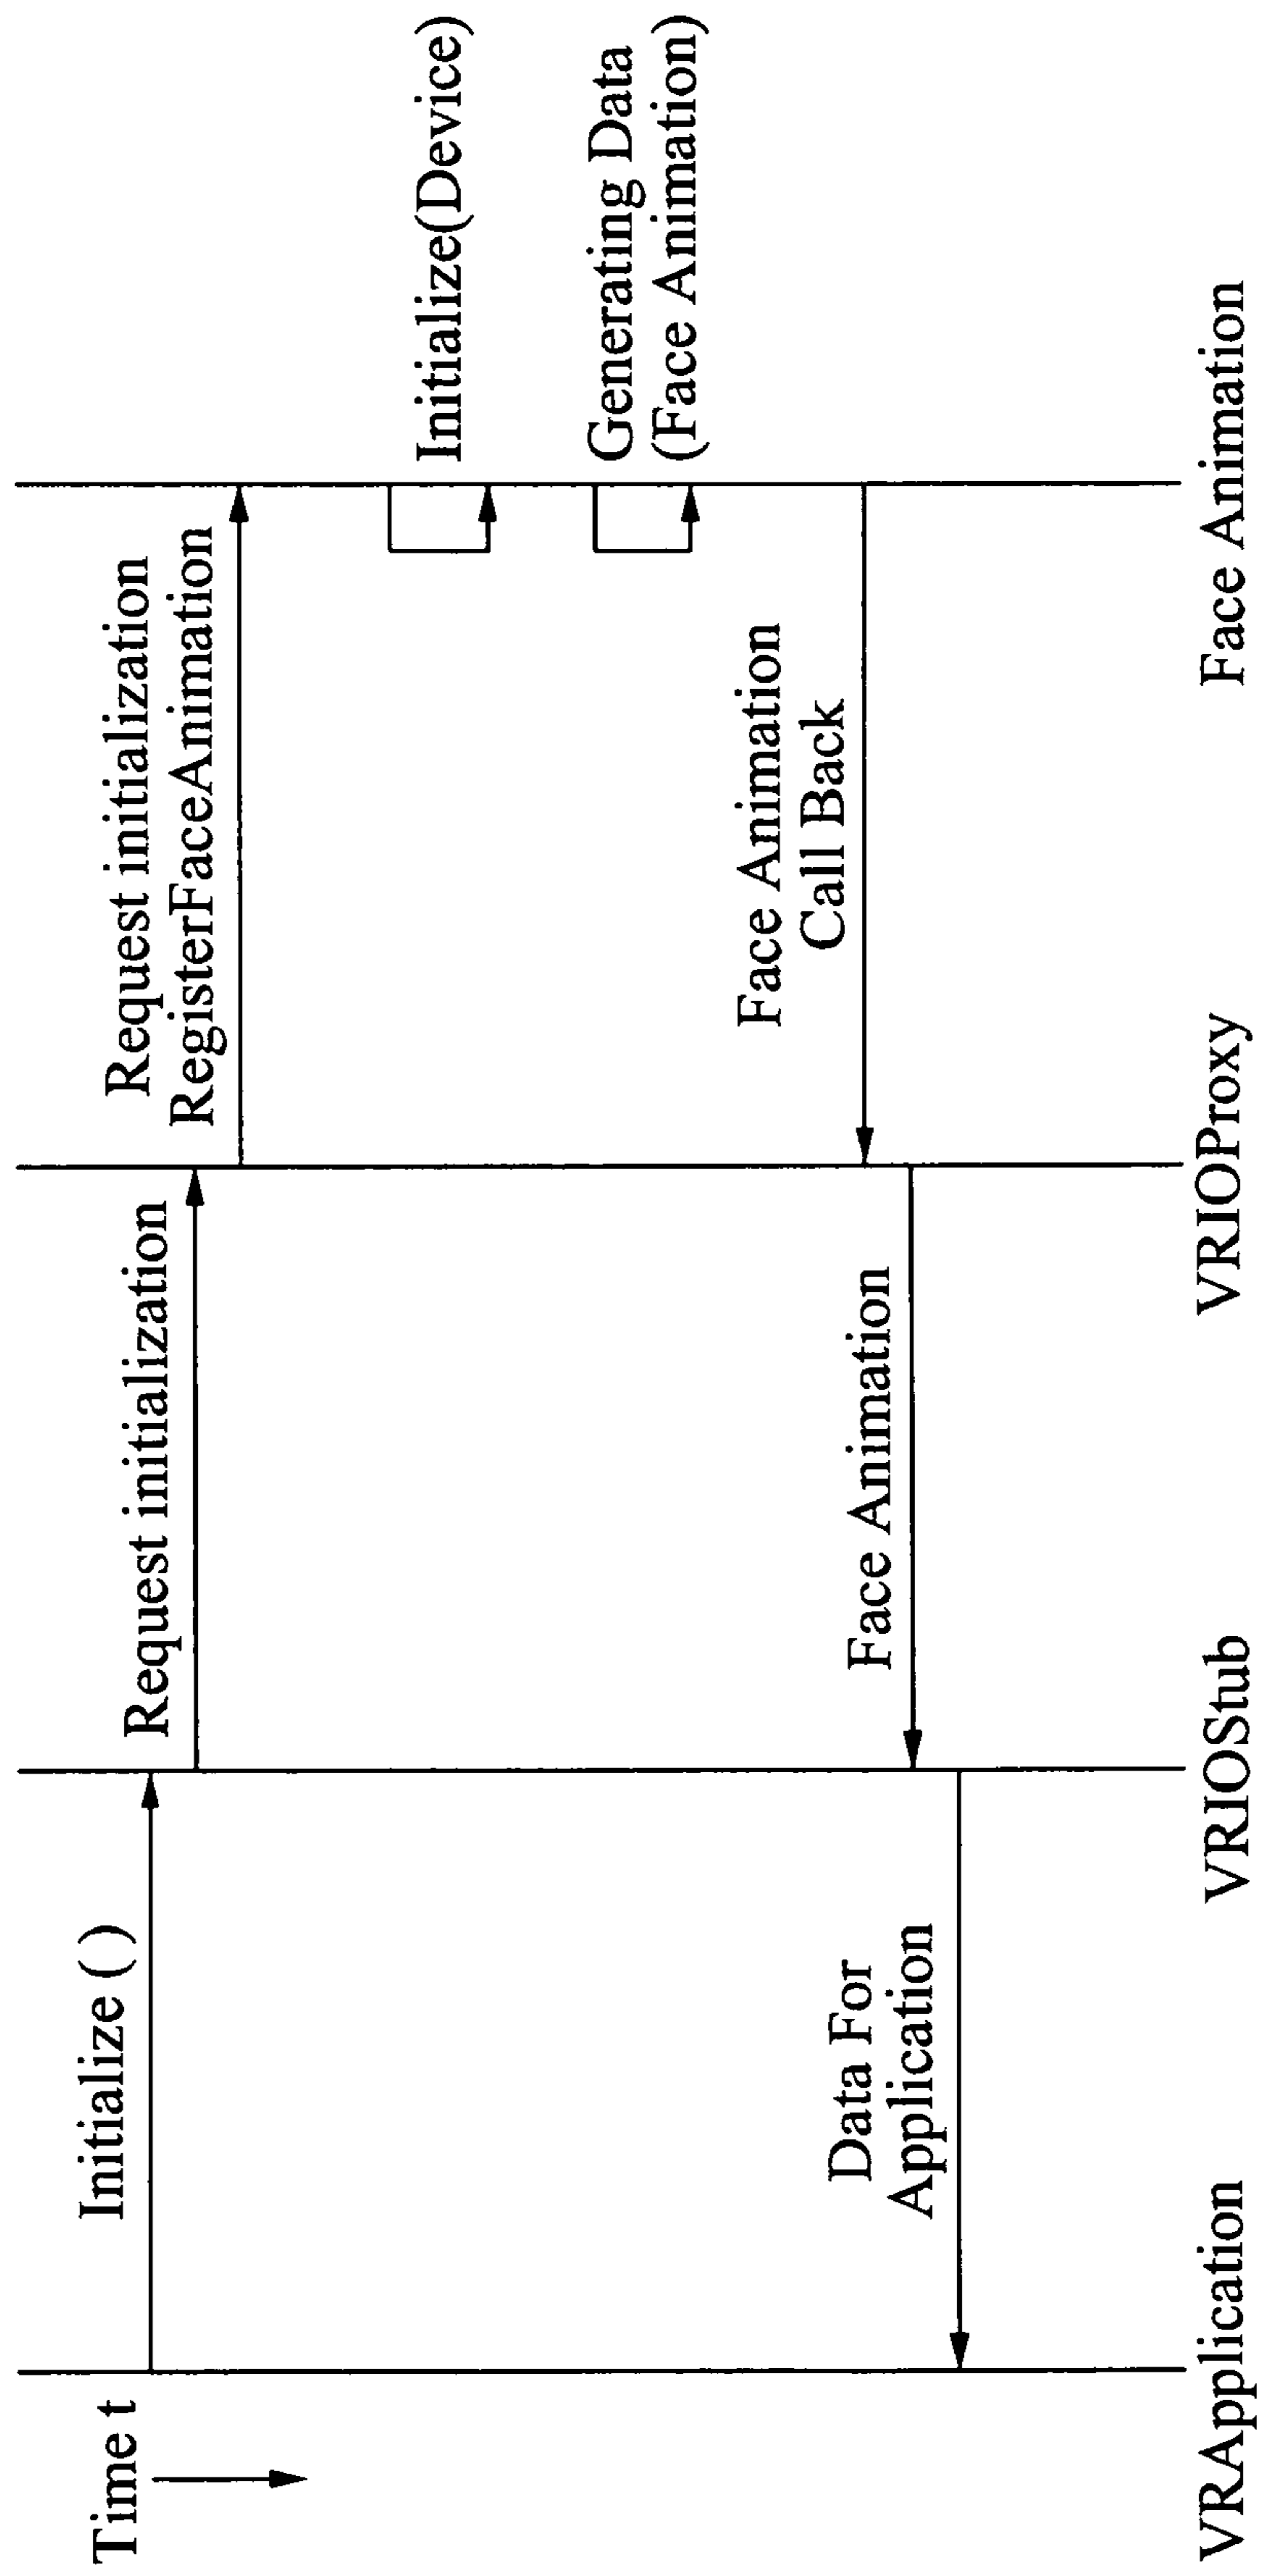 Time t
Initialize ( )
Request initialization
Request initialization
RegisterFaceAnimation
Initialize(Device)
Generating Data
(Face Animation)
Face Animation
Call Back
Face Animation
Data For
Application
VRApplication
VRIOStub
VRIOProxy
Face Animation